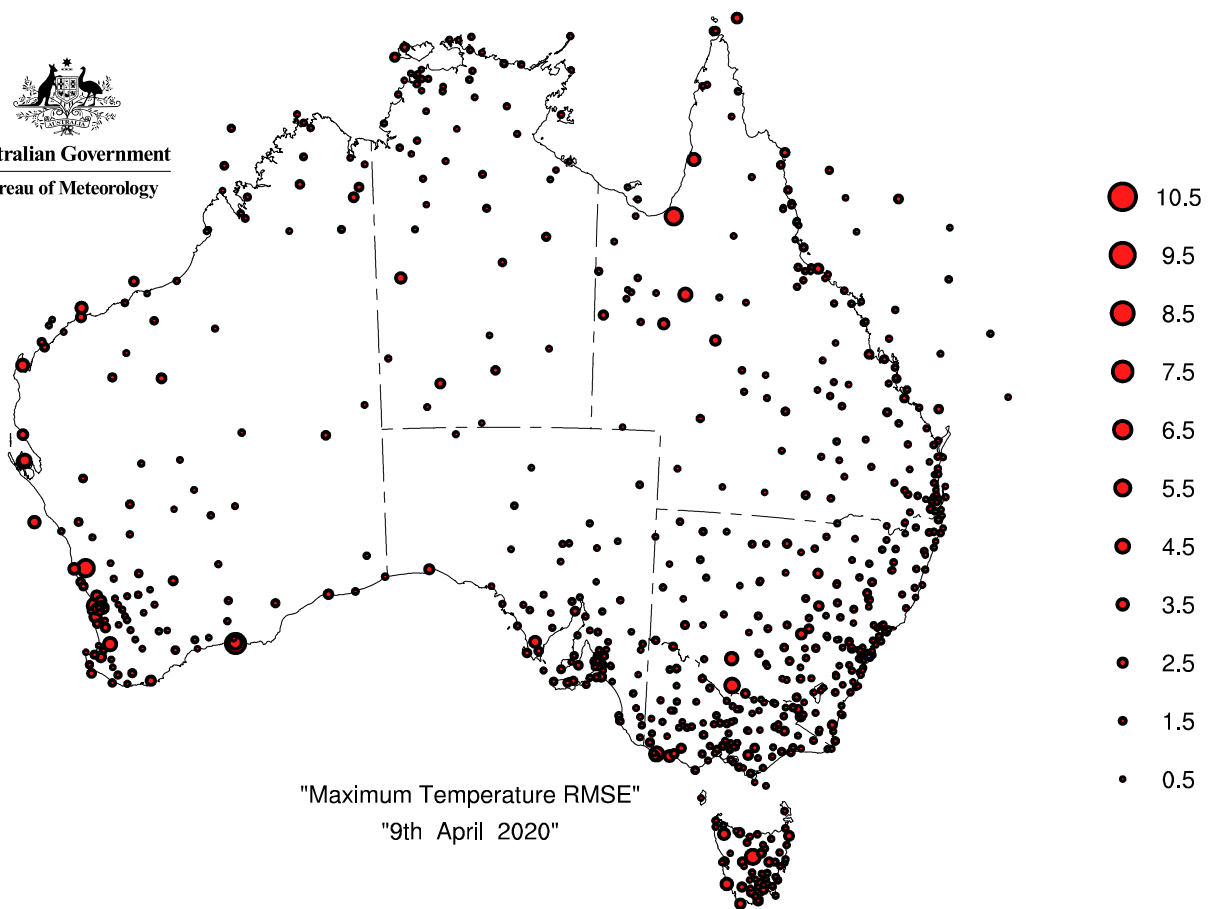 AUSTRALIA
tralian Government
reau of Meteorology
10.5
9.5
8.5
7.5
6.5
5.5
4.5
3.5
2.5
1.5
0.5
"Maximum Temperature RMSE"
"9th April 2020"